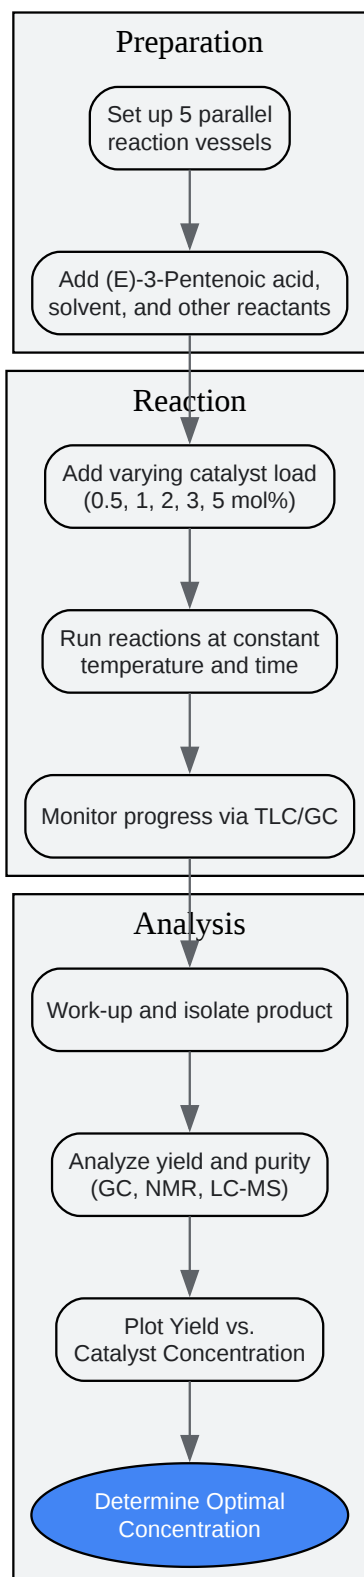 Preparation
Set up 5 parallel
reaction vessels
Add (E)-3-Pentenoic acid,
solvent, and other reactants
Reaction
Add varying catalyst load
(0.5, 1, 2, 3, 5 mol%)
Run reactions at constant
temperature and time
Monitor progress via TLC/GC
Analysis
Work-up and isolate product
Analyze yield and purity
(GC, NMR, LC-MS)
Plot Yield vs.
Catalyst Concentration
Determine Optimal
Concentration